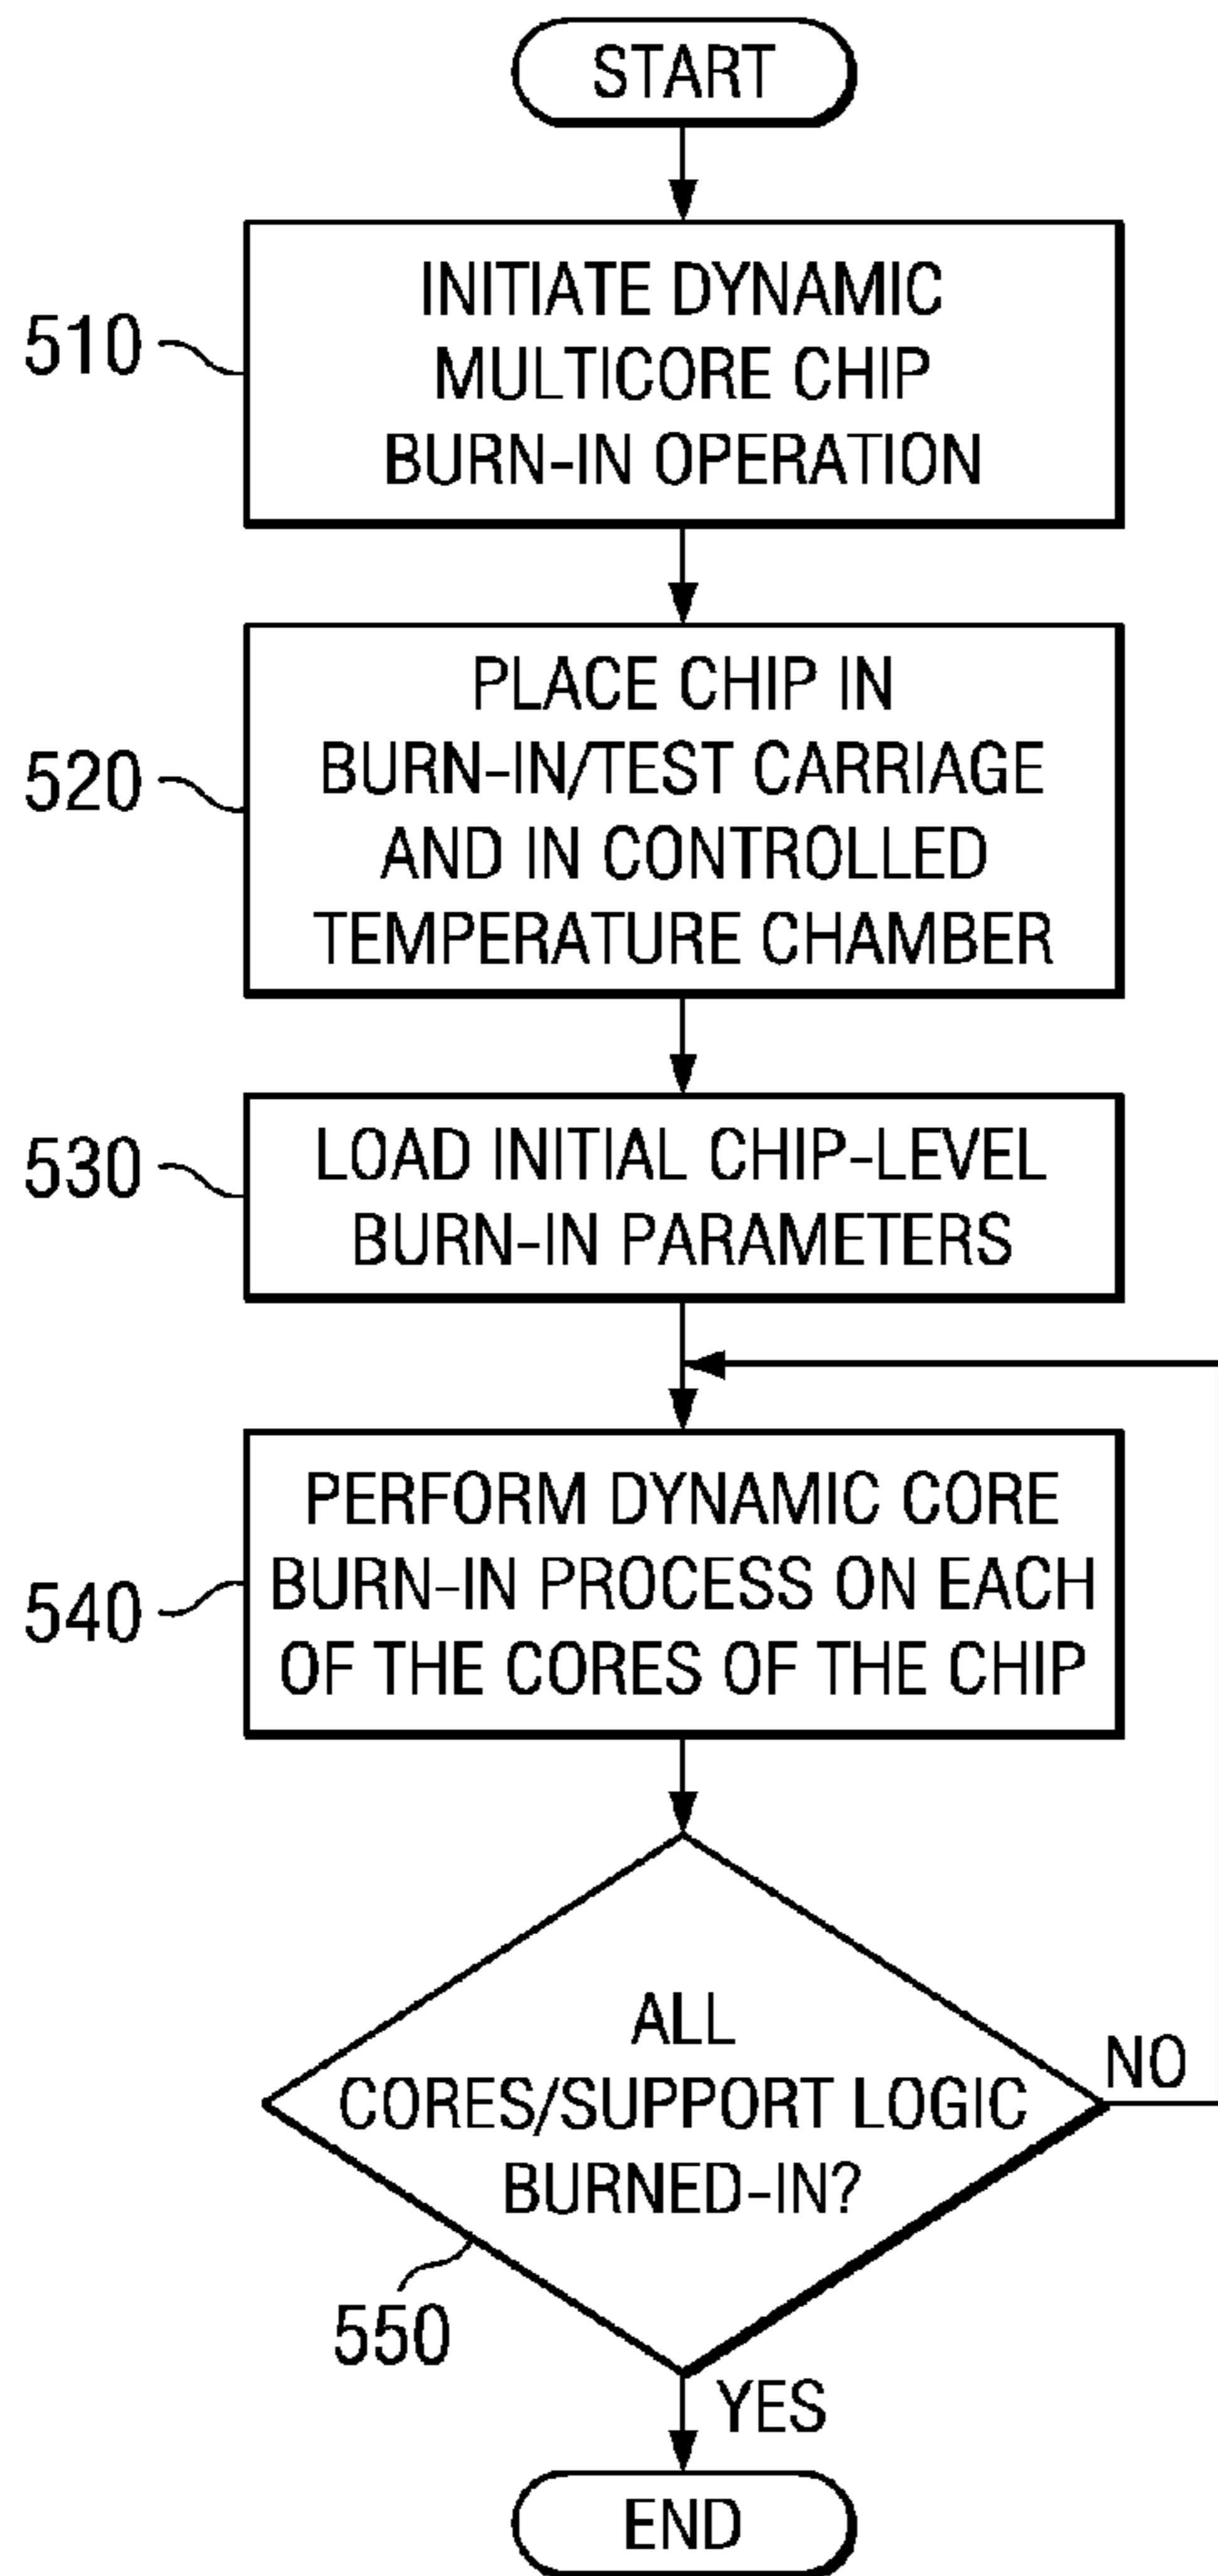 START
510
INITIATE DYNAMIC
MULTICORE CHIP
BURN-IN OPERATION
520
PLACE CHIP IN
BURN-IN/TEST CARRIAGE
AND IN CONTROLLED
TEMPERATURE CHAMBER
530
LOAD INITIAL CHIP-LEVEL
BURN-IN PARAMETERS
540
PERFORM DYNAMIC CORE
BURN-IN PROCESS ON EACH
OF THE CORES OF THE CHIP
ALL
CORES/SUPPORT LOGIC
BURNED-IN?
NO
550
YES
END